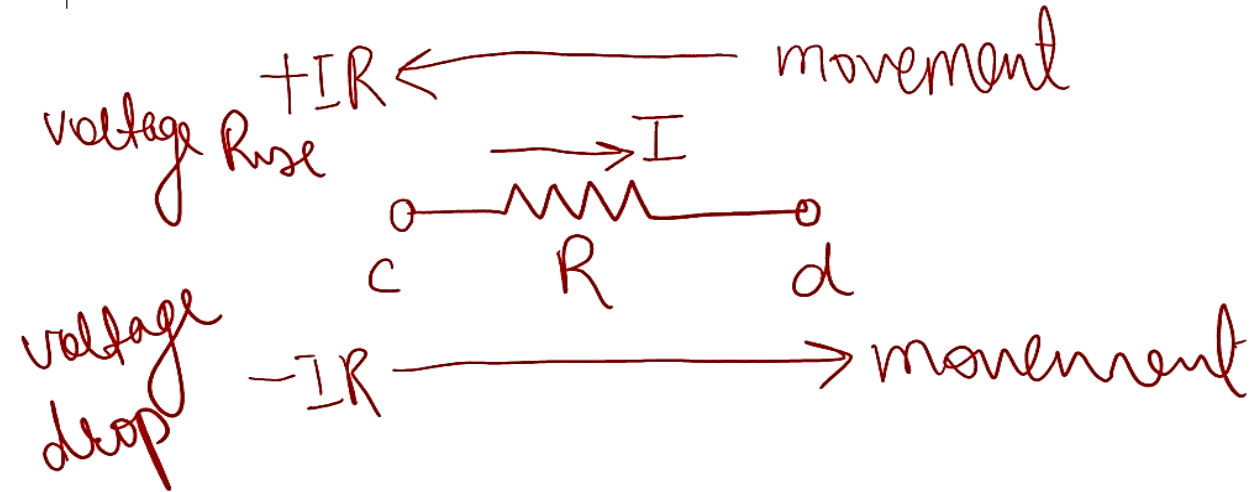 +IR movement
voltage Rise
I
c R d
voltage
drop
-IR movement